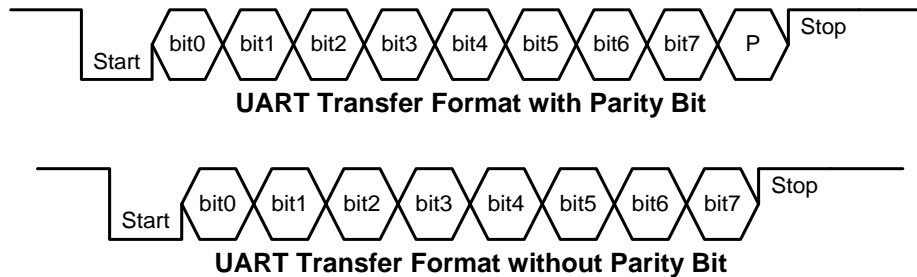 Start bit0 bit1 bit2 bit3 bit4 bit5 bit6 bit7 P Stop
UART Transfer Format with Parity Bit
Start bit0 bit1 bit2 bit3 bit4 bit5 bit6 bit7 Stop
UART Transfer Format without Parity Bit